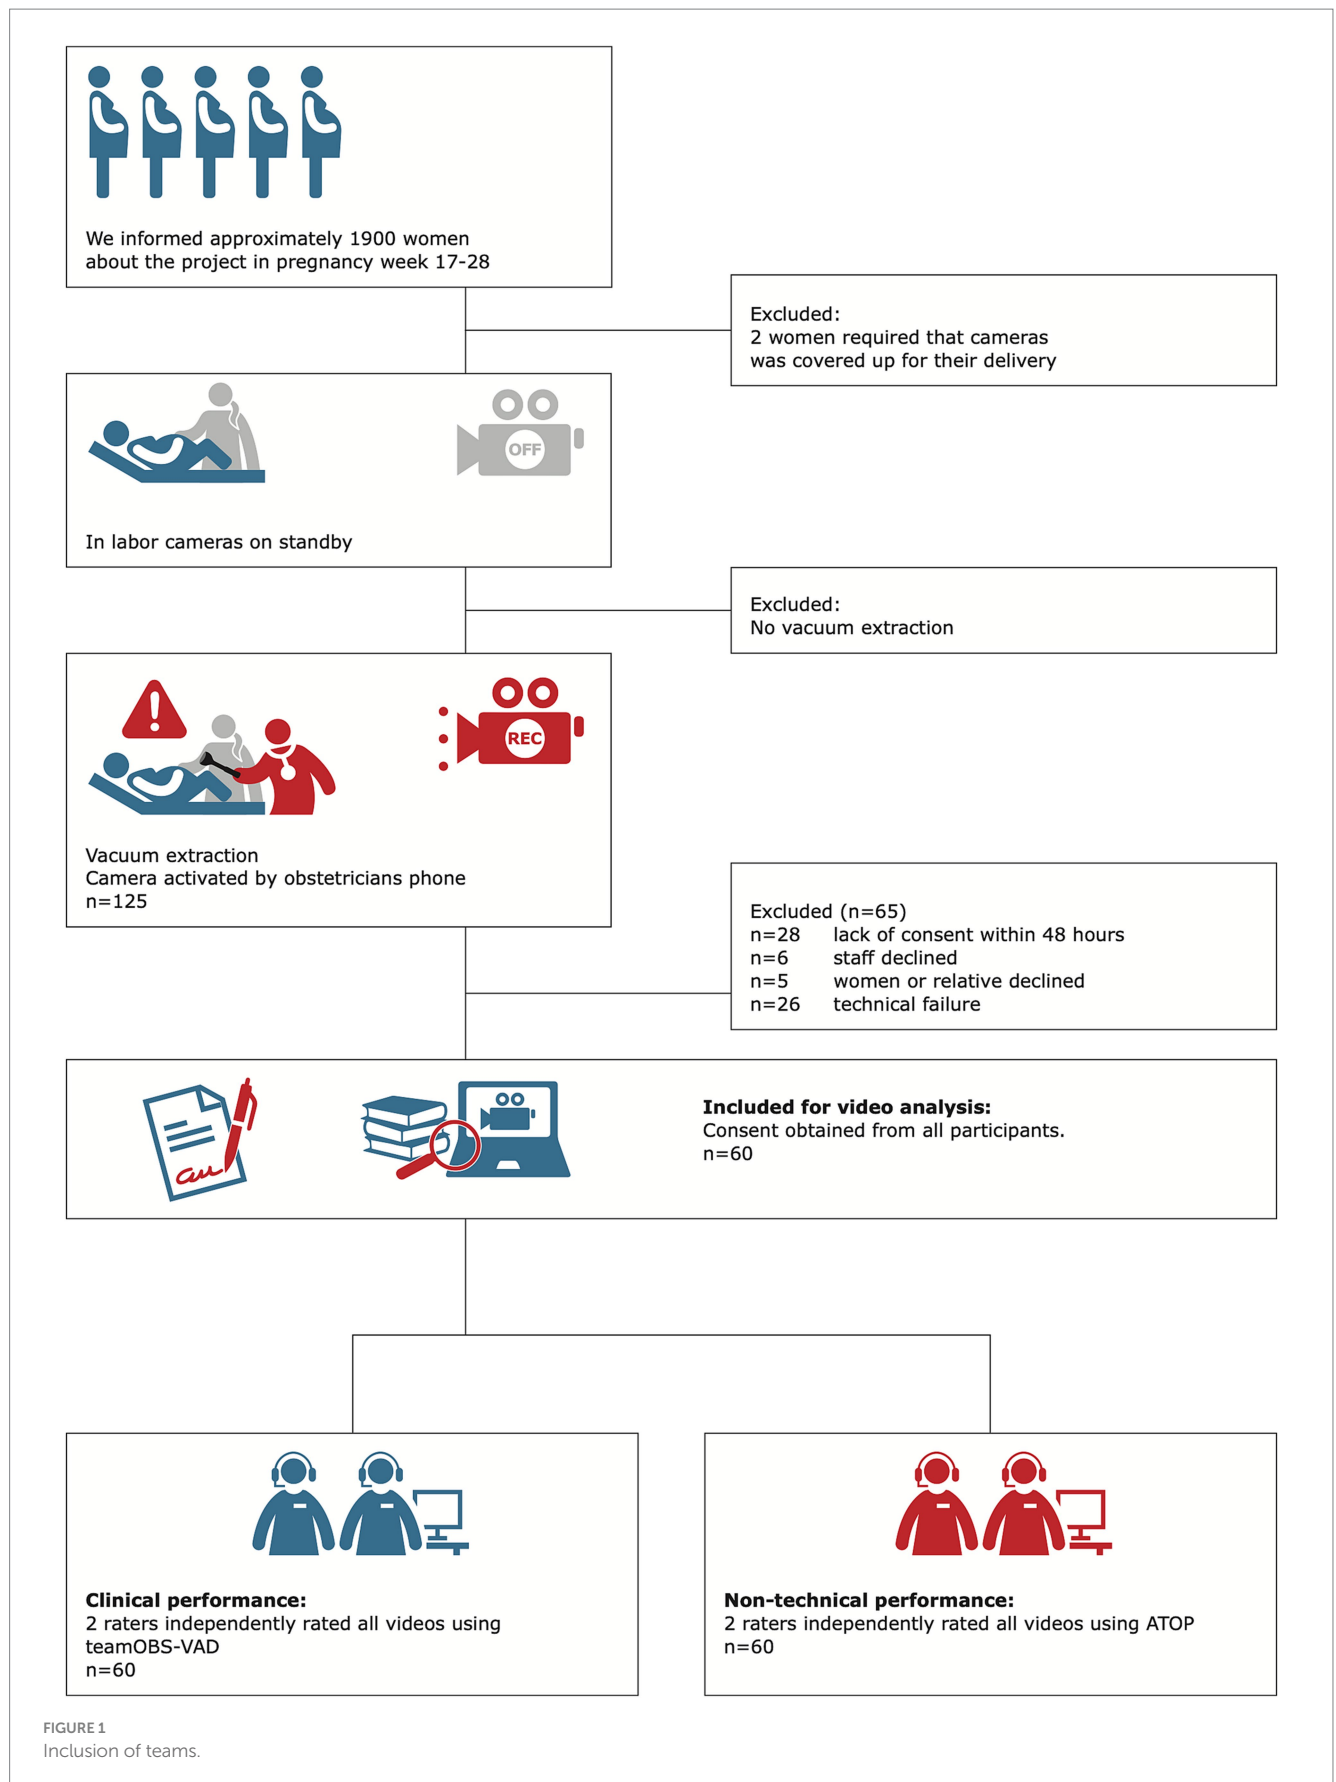 We informed approximately 1900 women
about the project in pregnancy week 17-28
Excluded:
2 women required that cameras
was covered up for their delivery
OFF
In labor cameras on standby
Excluded:
No vacuum extraction
REC
Vacuum extraction
Camera activated by obstetricians phone
n=125
Excluded (n=65)
n=28 lack of consent within 48 hours
n=6 staff declined
n=5 women or relative declined
n=26 technical failure
Included for video analysis:
Consent obtained from all participants.
n=60
Clinical performance:
2 raters independently rated all videos using
teamOBS-VAD
n=60
Non-technical performance:
2 raters independently rated all videos using ATOP
n=60
FIGURE 1
Inclusion of teams.